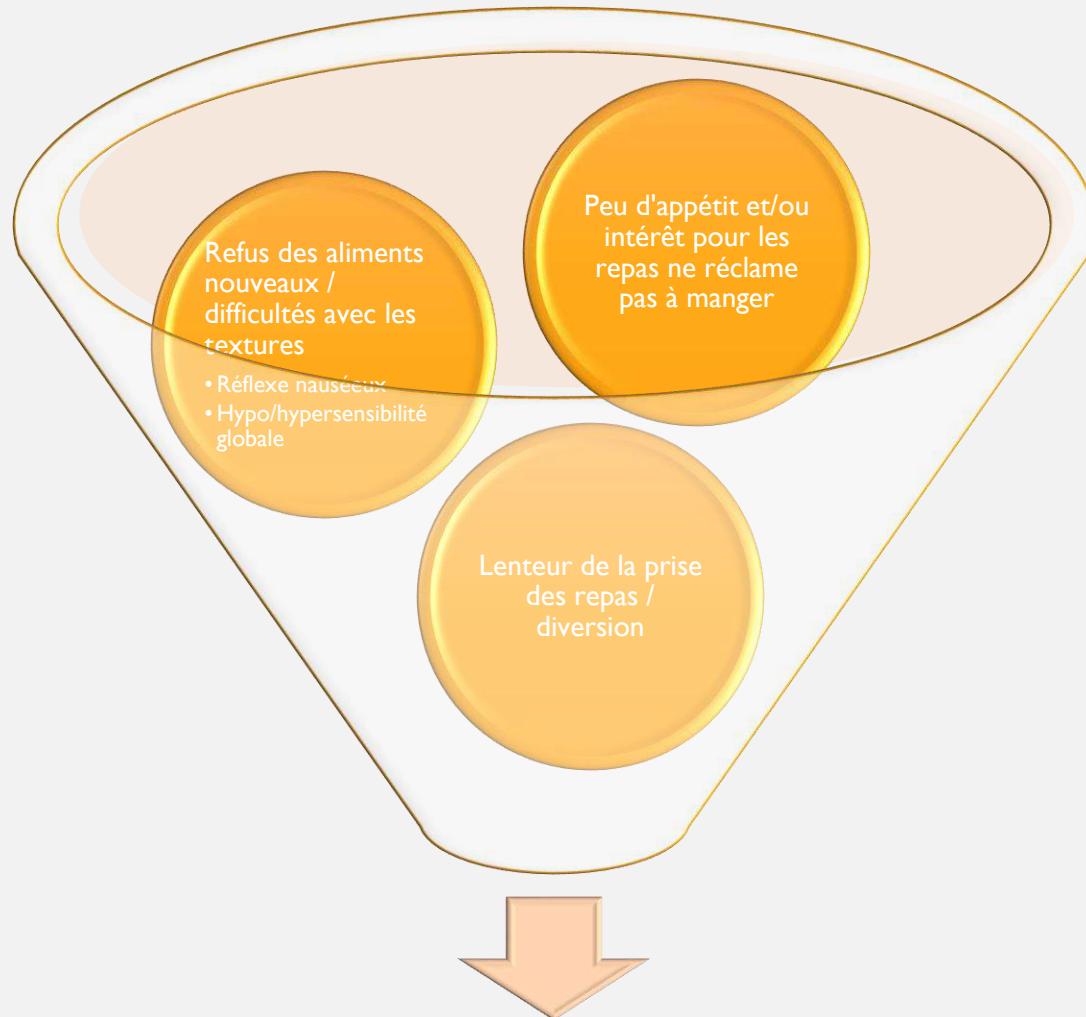 Peu d'appétit et/ou
intérêt pour les
repas ne réclame
pas à manger
Refus des aliments
nouveaux /
difficultés avec les
textures
• Réflexe nauséeux
• Hypo/hypersensibilité
globale
Lenteur de la prise
des repas /
diversion